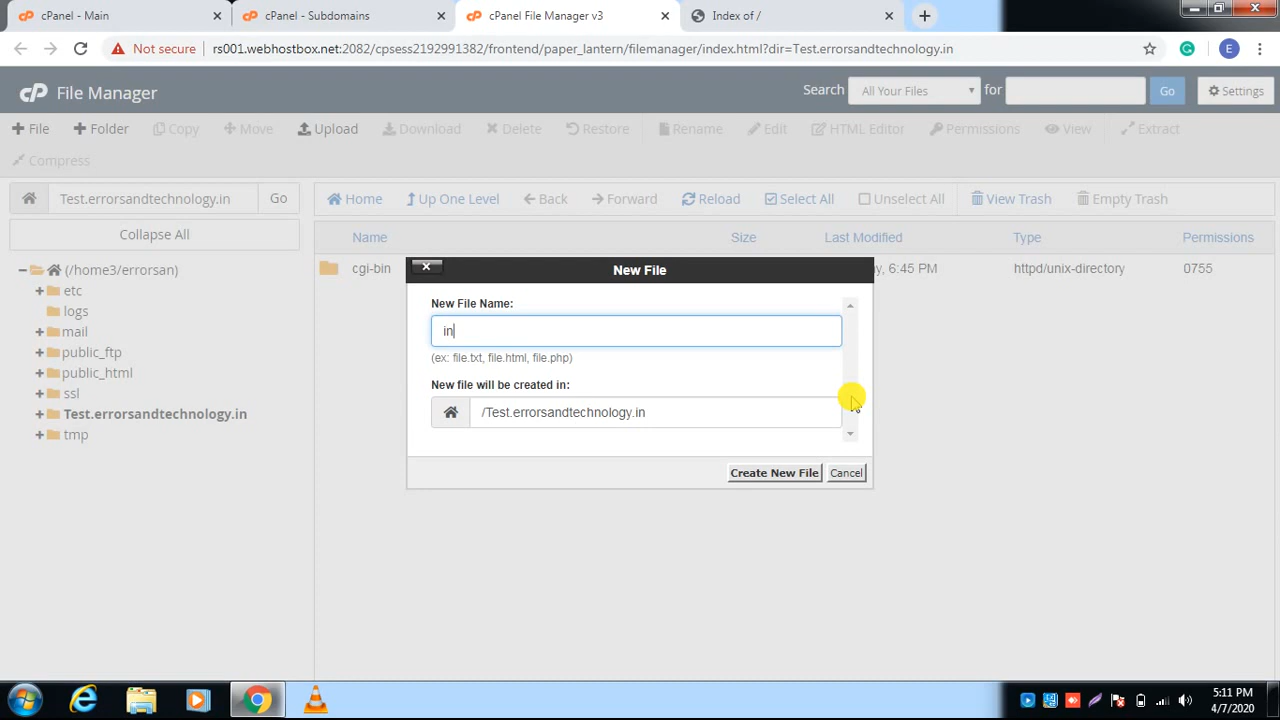 cPanel - Main
cPanel - Subdomains
cPanel File Manager v3
Index of /
Not secure
rs001.webhostbox.net:2082/cpsess2192991382/frontend/paper_lantern/filemanager/index.html?dir=Test.errorsandtechnology.in
E
cP File Manager
Search
All Your Files
for
Go
Settings
File
Folder
Copy
Move
Upload
Download
Delete
Restore
Rename
Edit
HTML Editor
Permissions
View
Extract
Compress
Test.errorsandtechnology.in
Go
Home
Up One Level
Back
Forward
Reload
Select All
Unselect All
View Trash
Empty Trash
Collapse All
Name
Size
Last Modified
Type
Permissions
(/home3/errorsan)
etc
logs
mail
public_ftp
public_html
ssl
Test.errorsandtechnology.in
tmp
cgi-bin
6:45 PM
httpd/unix-directory
0755
New File
New File Name:
in
(ex: file.txt, file.html, file.php)
New file will be created in:
/Test.errorsandtechnology.in
Create New File
Cancel
5:11 PM
4/7/2020